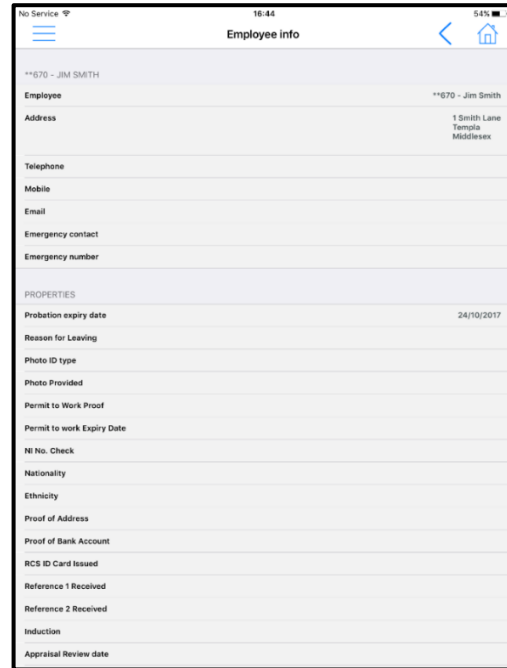 No Service 16:44 54%
Employee info
**670 - JIM SMITH
Employee **670 - Jim Smith
Address 1 Smith Lane
Templa
Middlesex
Telephone
Mobile
Email
Emergency contact
Emergency number
PROPERTIES
Probation expiry date 24/10/2017
Reason for Leaving
Photo ID type
Photo Provided
Permit to Work Proof
Permit to work Expiry Date
NI No. Check
Nationality
Ethnicity
Proof of Address
Proof of Bank Account
RCS ID Card Issued
Reference 1 Received
Reference 2 Received
Induction
Appraisal Review date